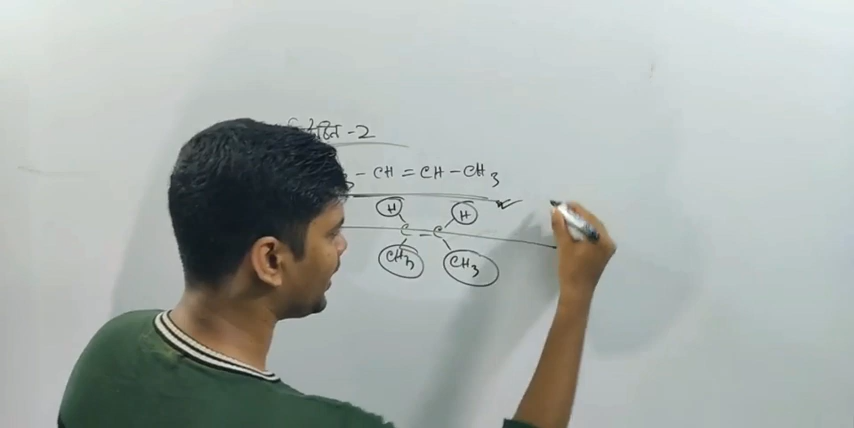 -2
- CH = CH - CH3
H H
C - C
CH3 CH3